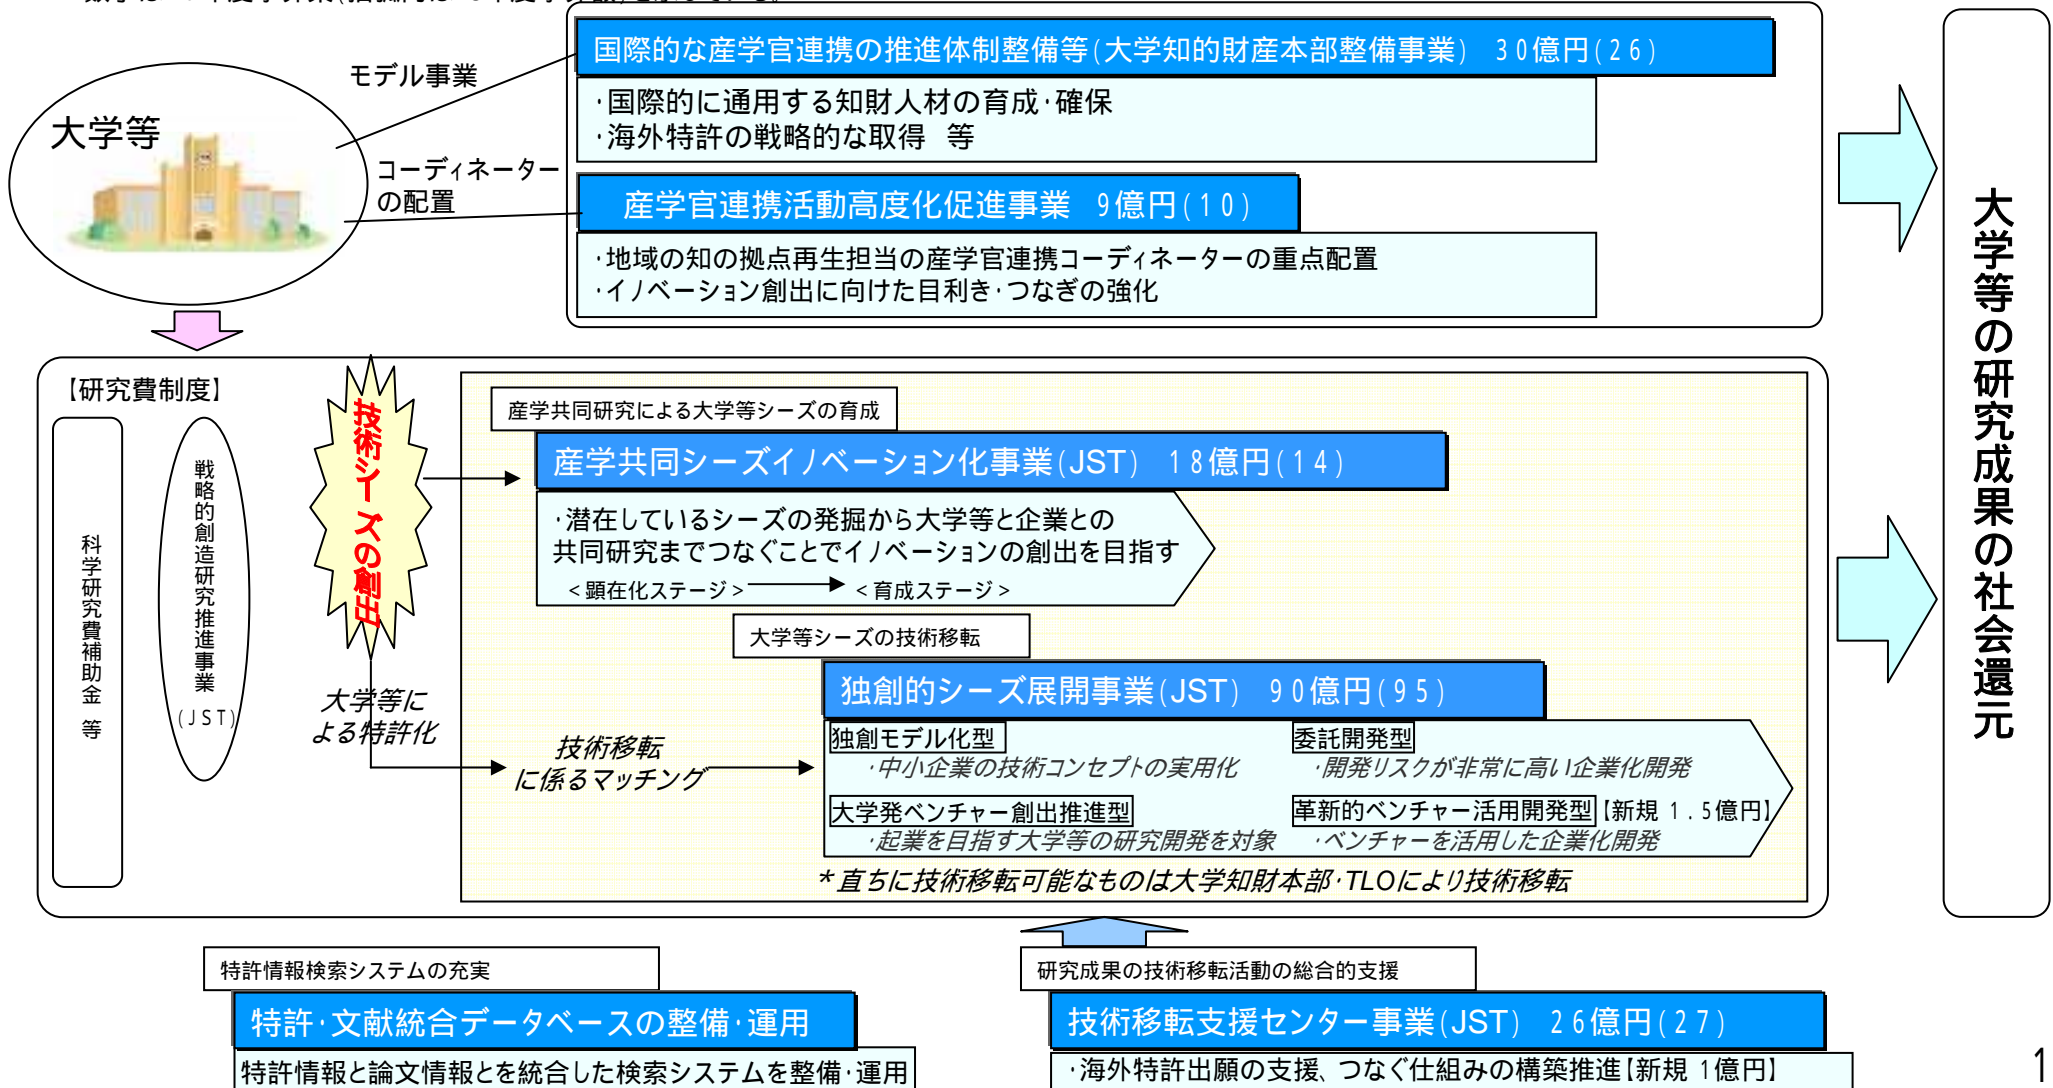 国際的な産学官連携の推進体制整備等(大学知的財産本部整備事業) 30億円(26)
モデル事業
・国際的に通用する知財人材の育成・確保
・海外特許の戦略的な取得 等
大学等
コーディネーター
の配置
産学官連携活動高度化促進事業 9億円(10)
・地域の知の拠点再生担当の産学官連携コーディネーターの重点配置
・イノベーション創出に向けた目利き・つなぎの強化
大学等の研究成果の社会還元
【研究費制度】
科学研究費補助金 等
戦略的創造研究推進事業
(JST)
技術シーズの創出
産学共同研究による大学等シーズの育成
産学共同シーズイノベーション化事業(JST) 18億円(14)
・潜在しているシーズの発掘から大学等と企業との
共同研究までつなぐことでイノベーションの創出を目指す
<顕在化ステージ> <育成ステージ>
大学等シーズの技術移転
独創的シーズ展開事業(JST) 90億円(95)
大学等に
よる特許化
技術移転
に係るマッチング
独創モデル化型
・中小企業の技術コンセプトの実用化
委託開発型
・開発リスクが非常に高い企業化開発
大学発ベンチャー創出推進型
・起業を目指す大学等の研究開発を対象
革新的ベンチャー活用開発型【新規 1.5億円】
・ベンチャーを活用した企業化開発
*直ちに技術移転可能なものは大学知財本部・TLOにより技術移転
特許情報検索システムの充実
特許・文献統合データベースの整備・運用
特許情報と論文情報とを統合した検索システムを整備・運用
研究成果の技術移転活動の総合的支援
技術移転支援センター事業(JST) 26億円(27)
・海外特許出願の支援、つなぐ仕組みの構築推進【新規 1億円】
1